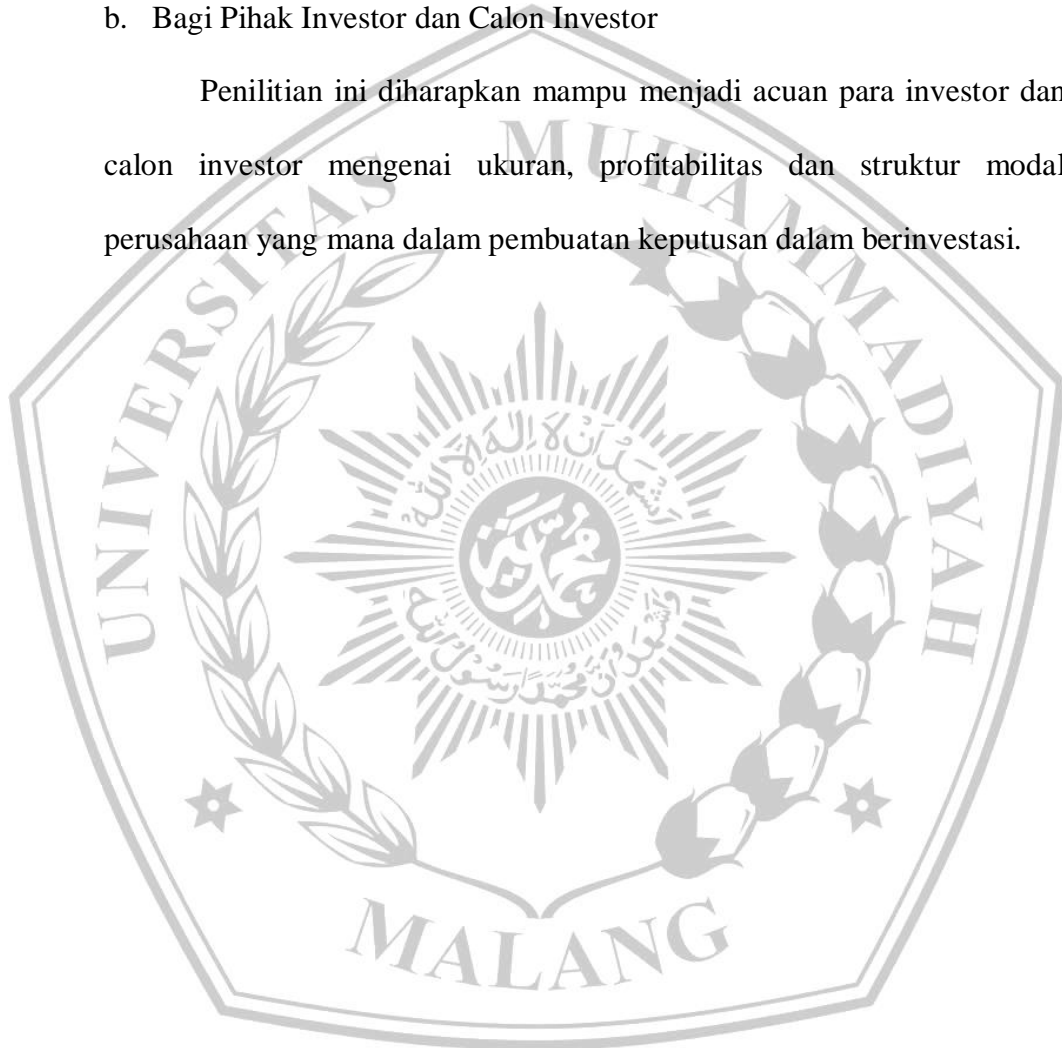 b. Bagi Pihak Investor dan Calon Investor
Penilitian ini diharapkan mampu menjadi acuan para investor dan
calon investor mengenai ukuran, profitabilitas dan struktur modal
perusahaan yang mana dalam pembuatan keputusan dalam berinvestasi.
UNIVERSITAS MUHAMMADIYAH
MALANG